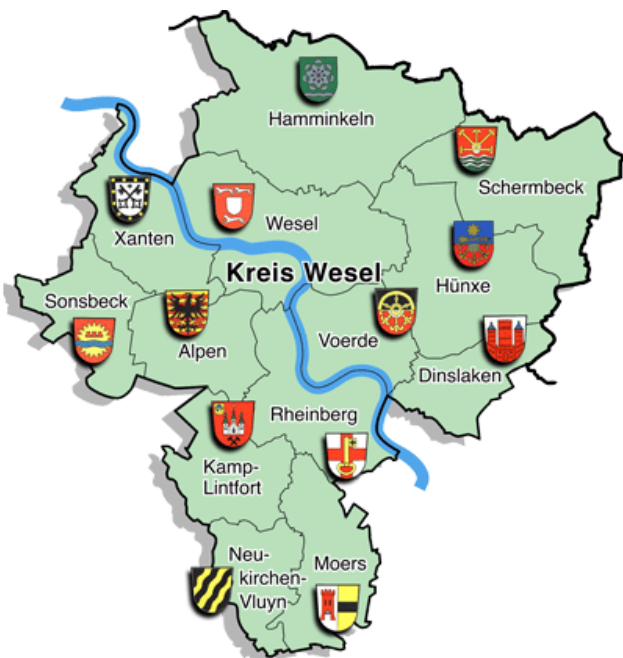 Hamminkeln
Schermbeck
Xanten
Wesel
Kreis Wesel
Hünxe
Sonsbeck
Alpen
Voerde
Dinslaken
Rheinberg
Kamp-
Lintfort
Neu-
kirchen-
Vluyn
Moers